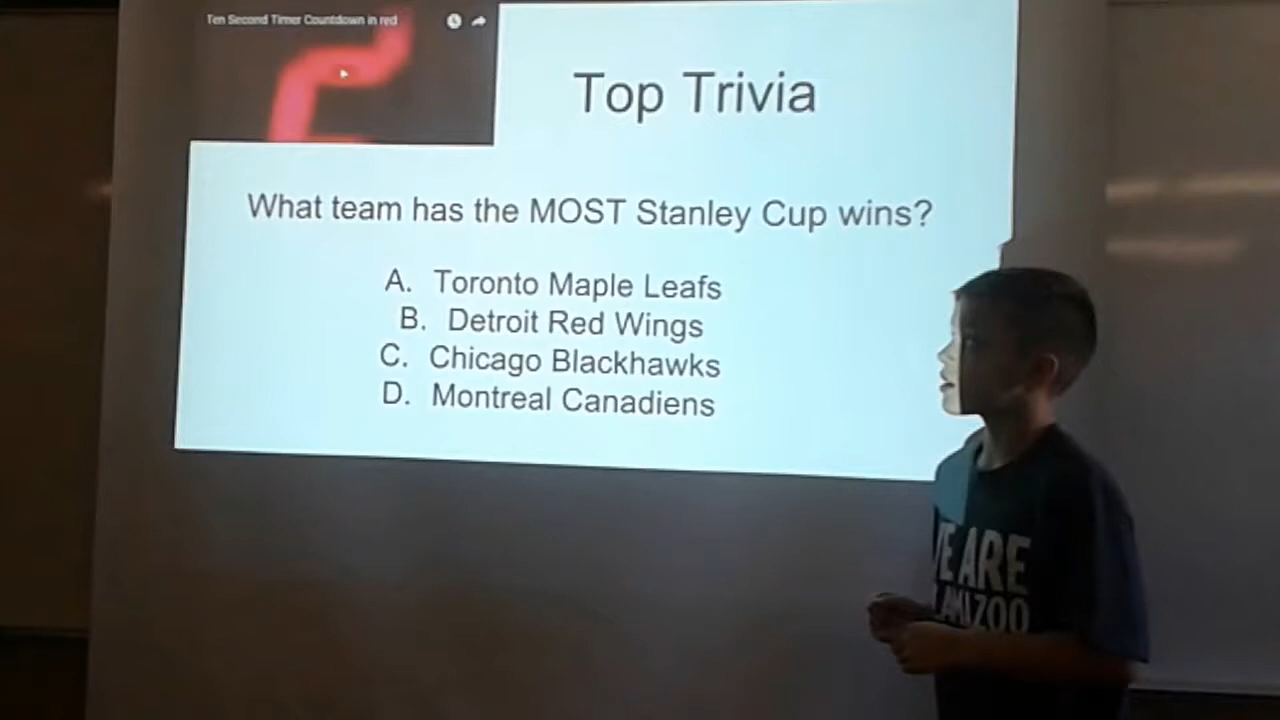 Ten Second Timer Countdown in red
2
Top Trivia
What team has the MOST Stanley Cup wins?
A. Toronto Maple Leafs
B. Detroit Red Wings
C. Chicago Blackhawks
D. Montreal Canadiens
ARE